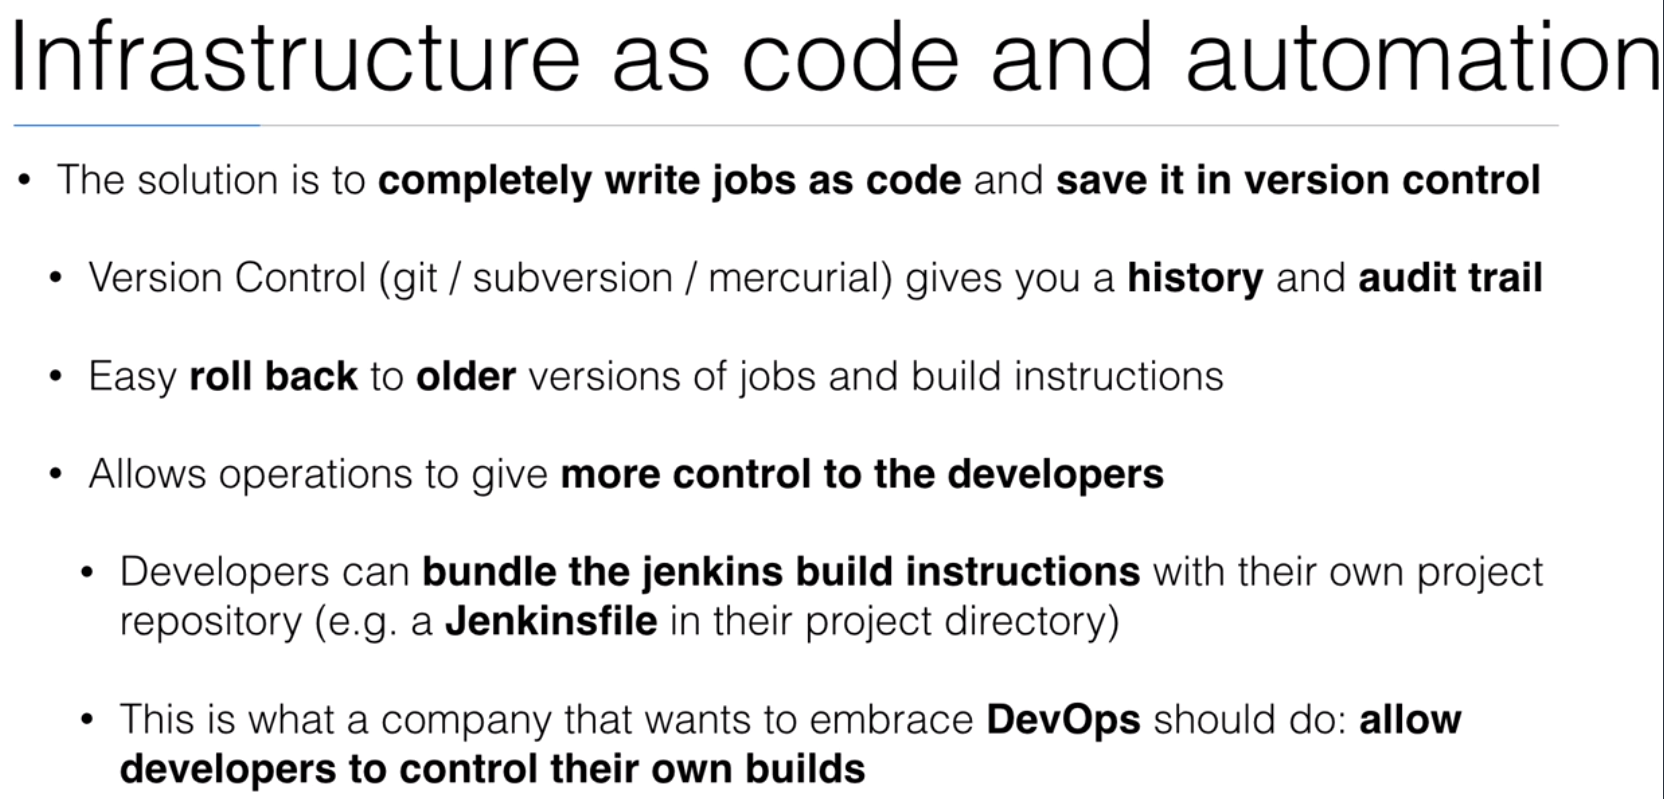 Infrastructure as code and automation
• The solution is to completely write jobs as code and save it in version control
• Version Control (git / subversion / mercurial) gives you a history and audit trail
• Easy roll back to older versions of jobs and build instructions
• Allows operations to give more control to the developers
• Developers can bundle the jenkins build instructions with their own project
repository (e.g. a Jenkinsfile in their project directory)
• This is what a company that wants to embrace DevOps should do: allow
developers to control their own builds